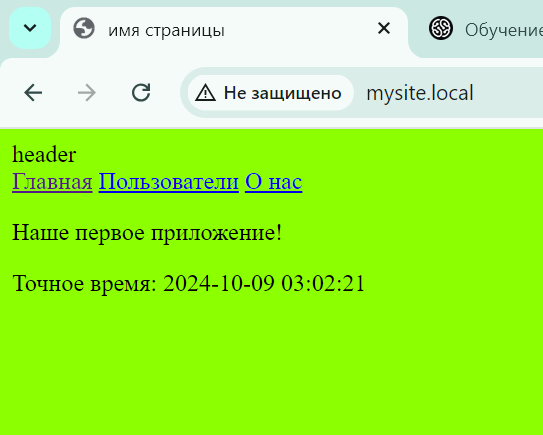 имя страницы
Обучение
Не защищено
mysite.local
header
Главная Пользователи О нас
Наше первое приложение!
Точное время: 2024-10-09 03:02:21